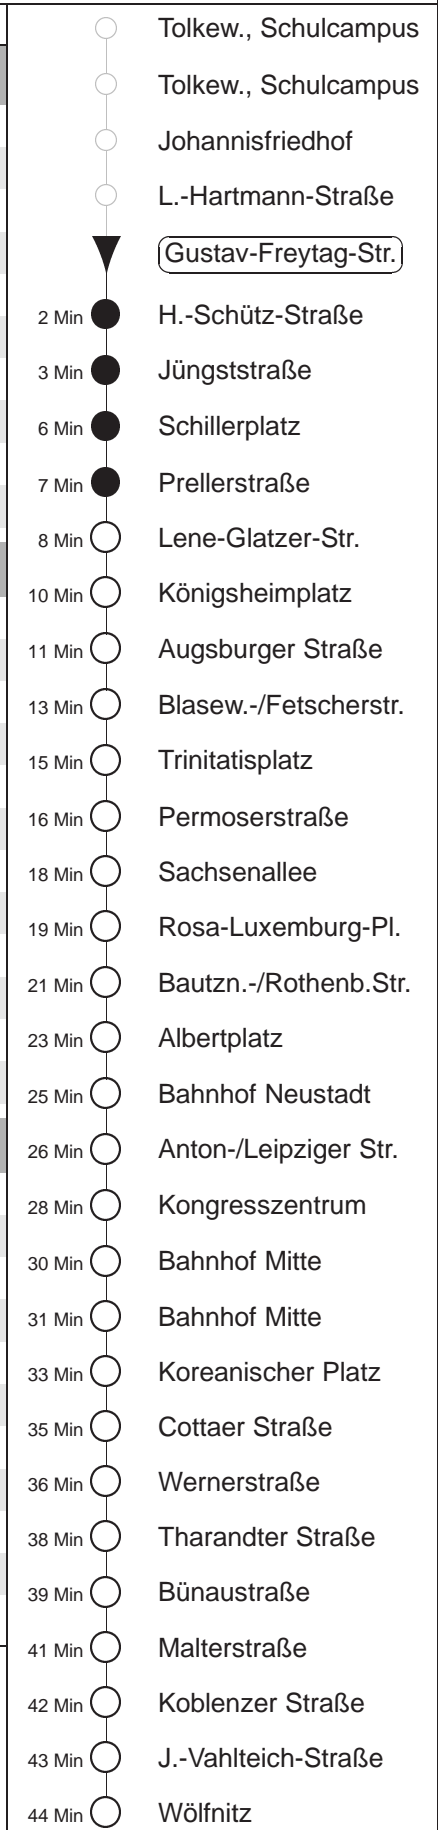 Tolkew., Schulcampus
Tolkew., Schulcampus
Johannisfriedhof
L.-Hartmann-Straße
Gustav-Freytag-Str.
2 Min H.-Schütz-Straße
3 Min Jüngststraße
6 Min Schillerplatz
7 Min Prellerstraße
8 Min Lene-Glatzer-Str.
10 Min Königsheimplatz
11 Min Augsburger Straße
13 Min Blasew.-/Fetscherstr.
15 Min Trinitatisplatz
16 Min Permoserstraße
18 Min Sachsenallee
19 Min Rosa-Luxemburg-Pl.
21 Min Bautzn.-/Rothenb.Str.
23 Min Albertplatz
25 Min Bahnhof Neustadt
26 Min Anton-/Leipziger Str.
28 Min Kongresszentrum
30 Min Bahnhof Mitte
31 Min Bahnhof Mitte
33 Min Koreanischer Platz
35 Min Cottaer Straße
36 Min Wernerstraße
38 Min Tharandter Straße
39 Min Bünaustraße
41 Min Malterstraße
42 Min Koblenzer Straße
43 Min J.-Vahlteich-Straße
44 Min Wölfnitz